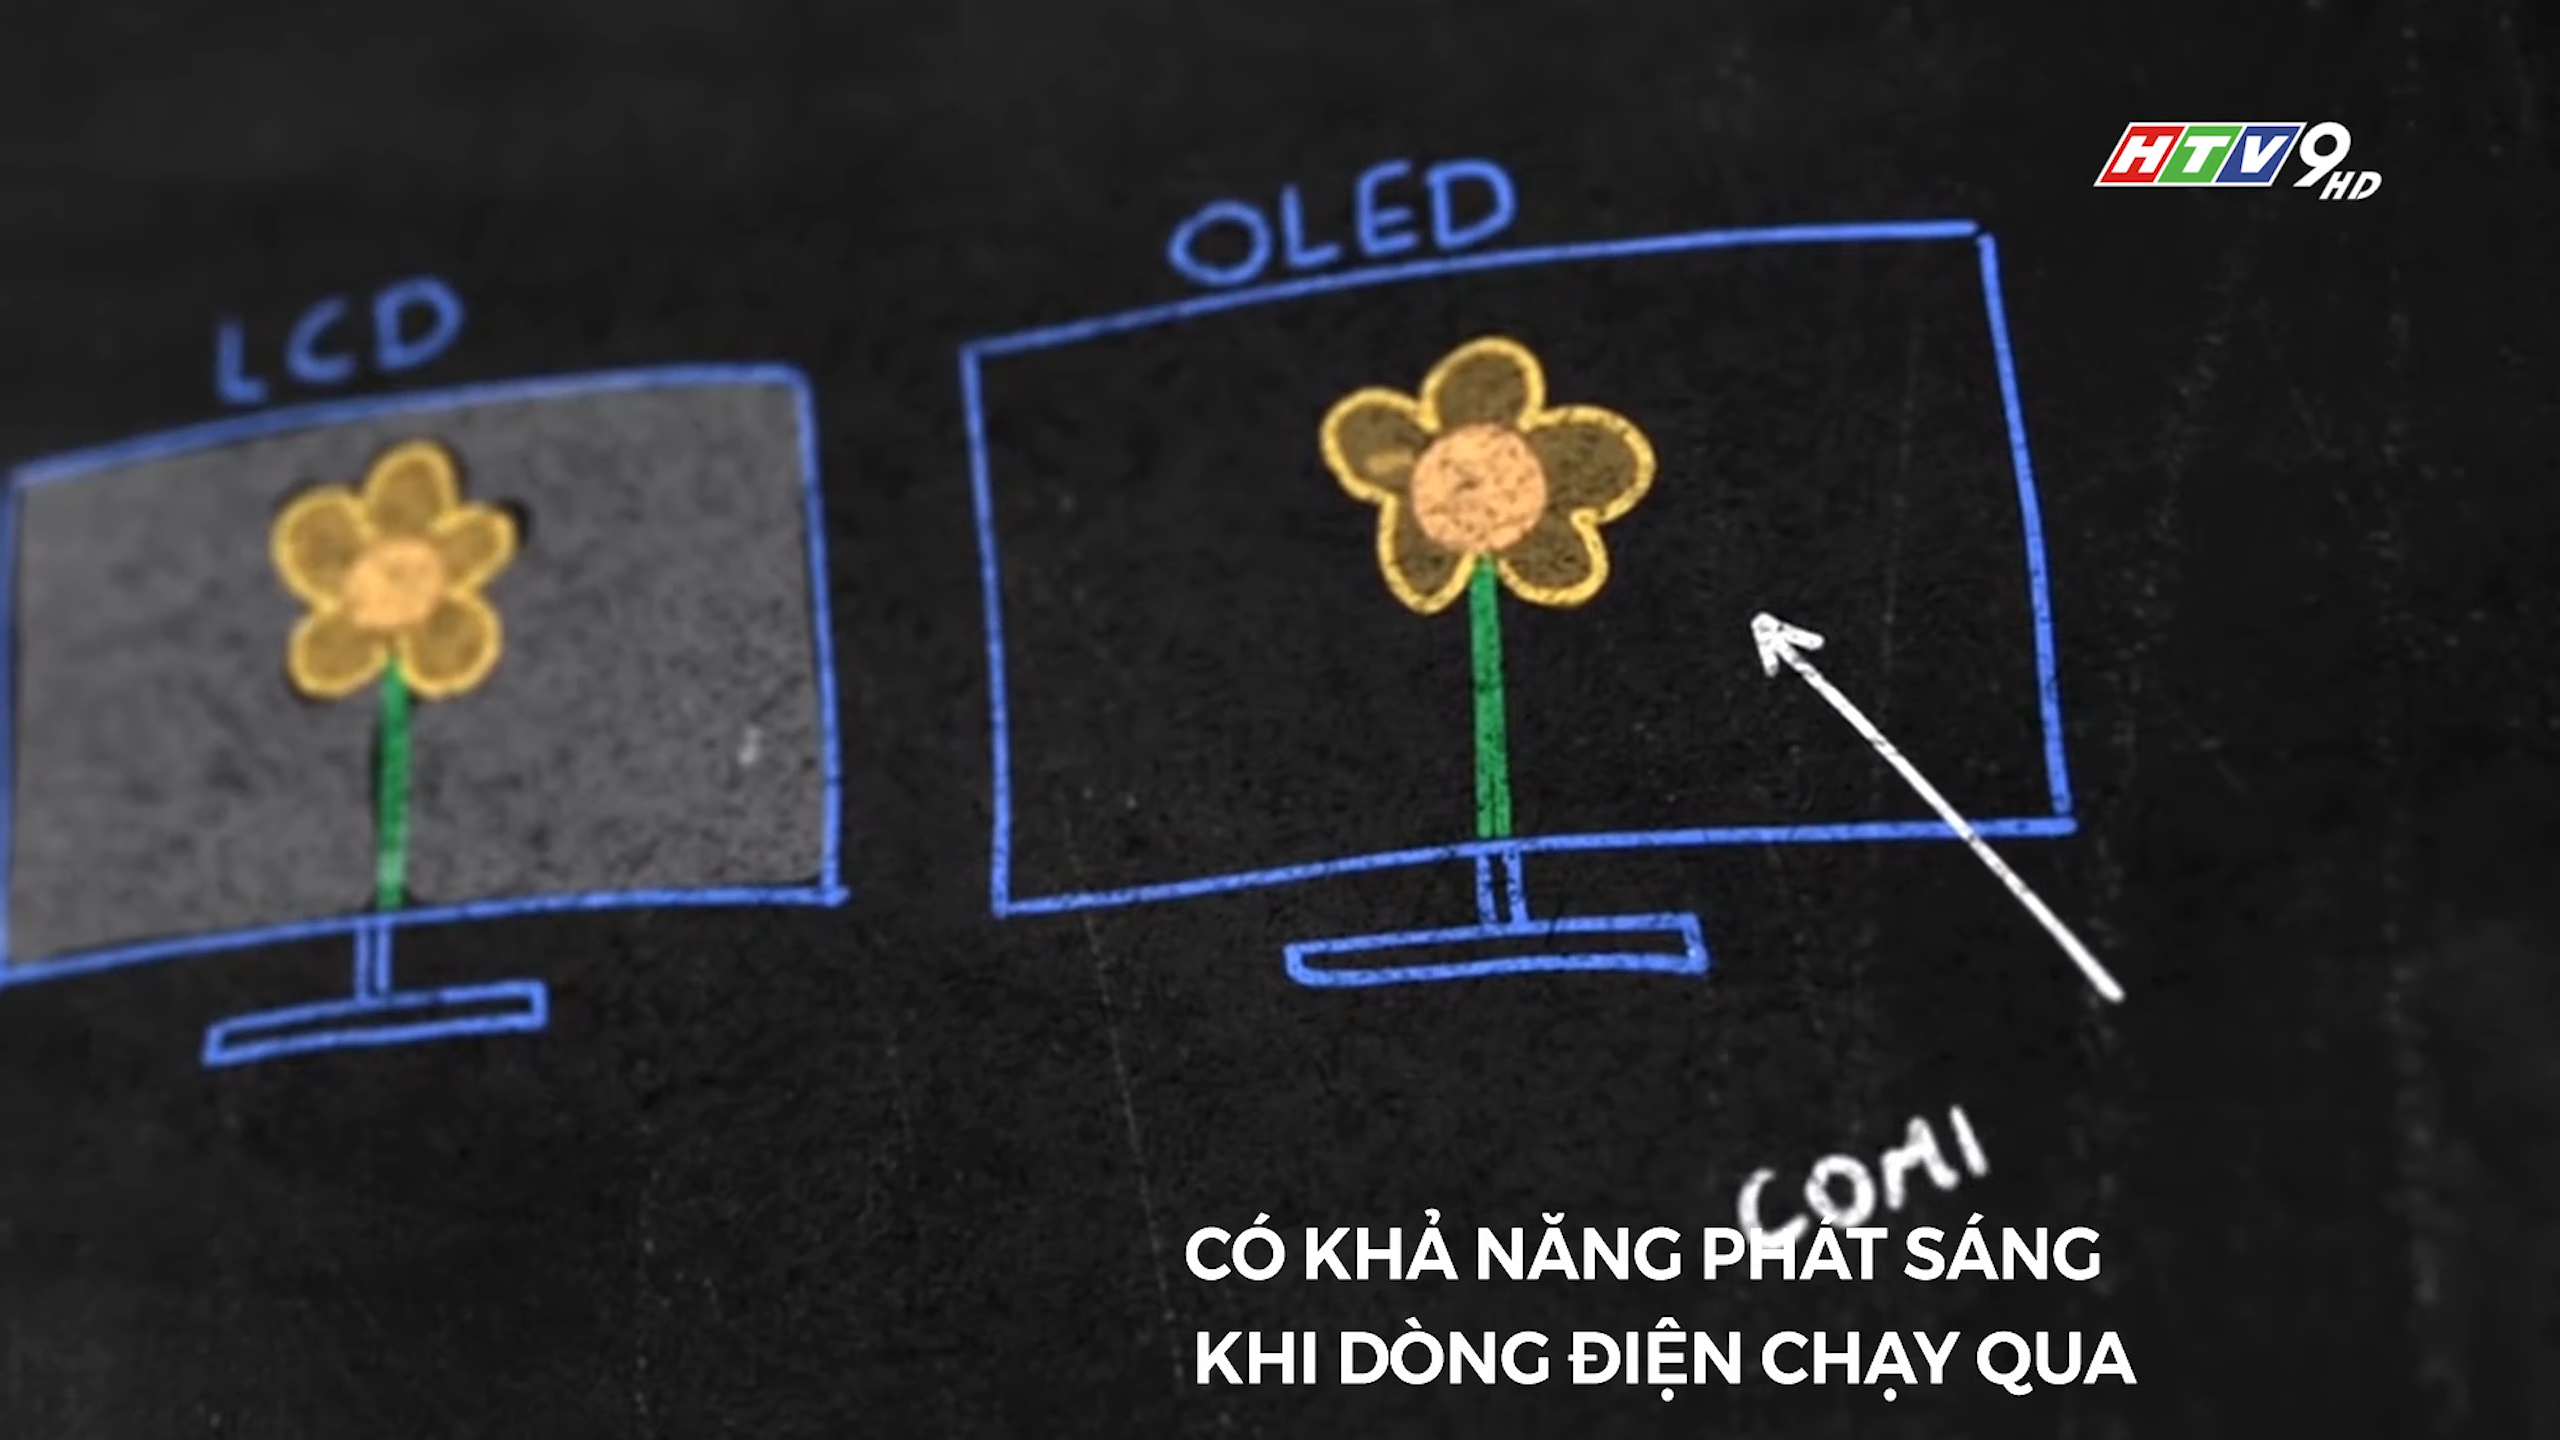 HTV9
HD
OLED
LCD
COMI
CÓ KHẢ NĂNG PHÁT SÁNG
KHI DÒNG ĐIỆN CHẠY QUA